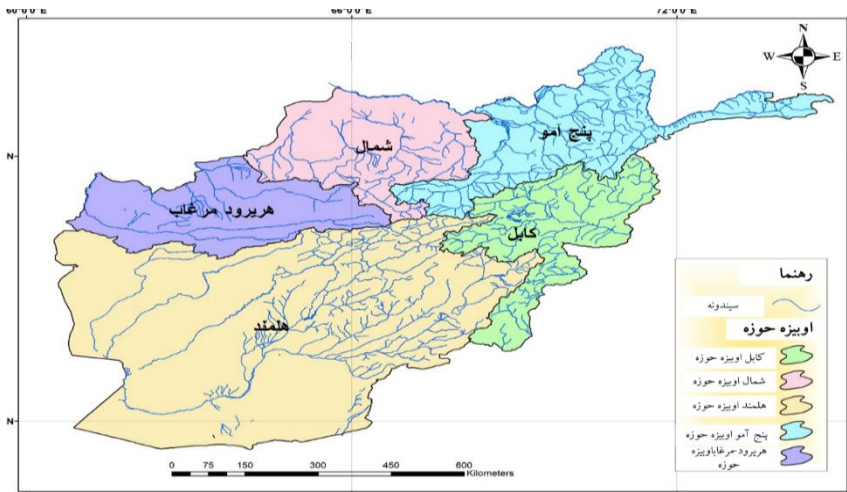 60°0'0"E 66°0'0"E 72°0'0"E
N
W E
S
پنج آمو
شمال
N
هریرود مرغاب
کابل
هلمند
N
رهنما
سیندونه
اوبیزه حوزه
کابل اوبیزه حوزه
شمال اوبیزه حوزه
هلمند اوبیزه حوزه
پنج آمو اوبیزه حوزه
هریرود-مرغاباوبیزه
حوزه
0 75 150 300 450 600
Kilometers